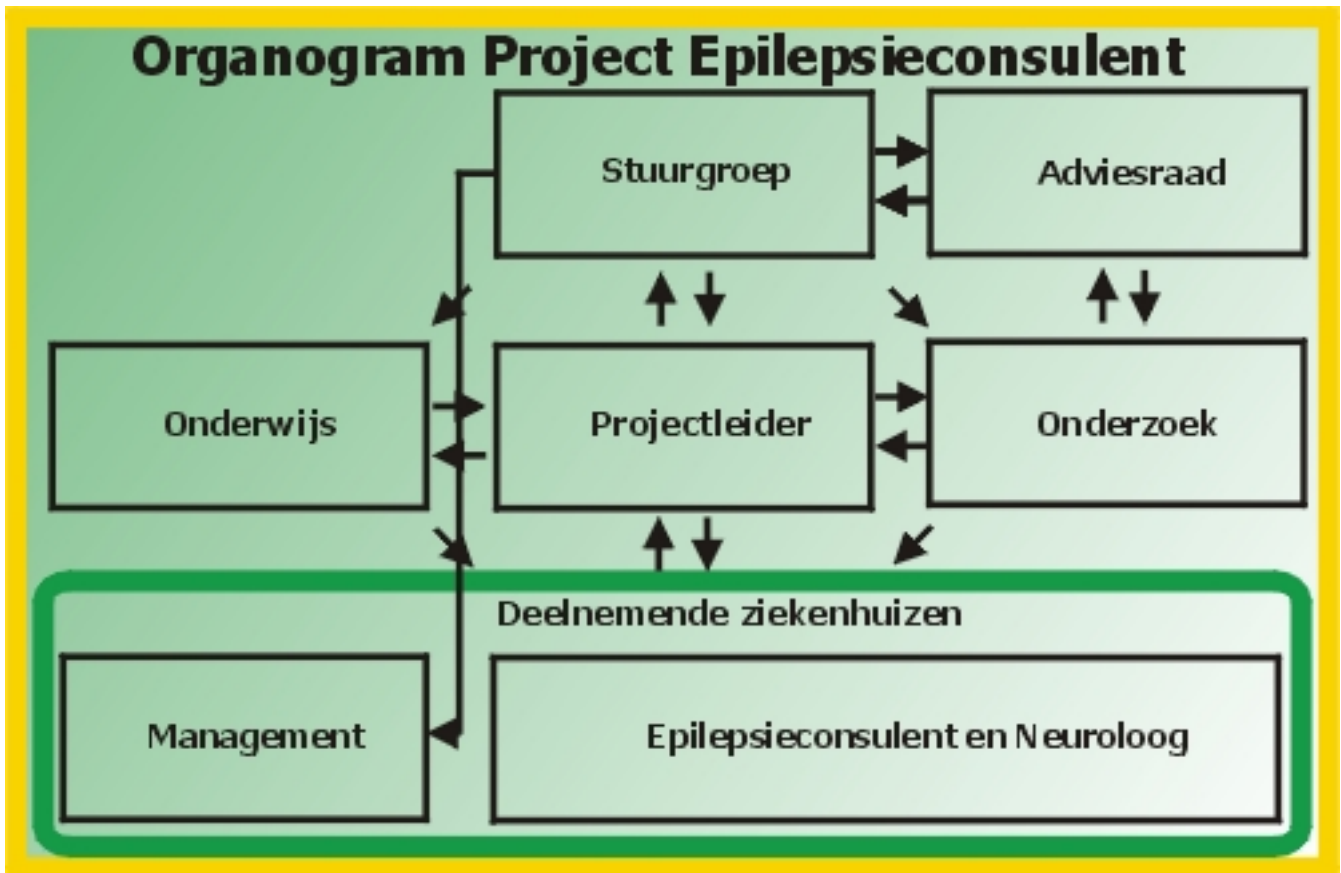 Organogram Project Epilepsieconsulent
Stuurgroep
Adviesraad
Onderwijs
Projectleider
Onderzoek
Deelnemende ziekenhuizen
Management
Epilepsieconsulent en Neuroloog